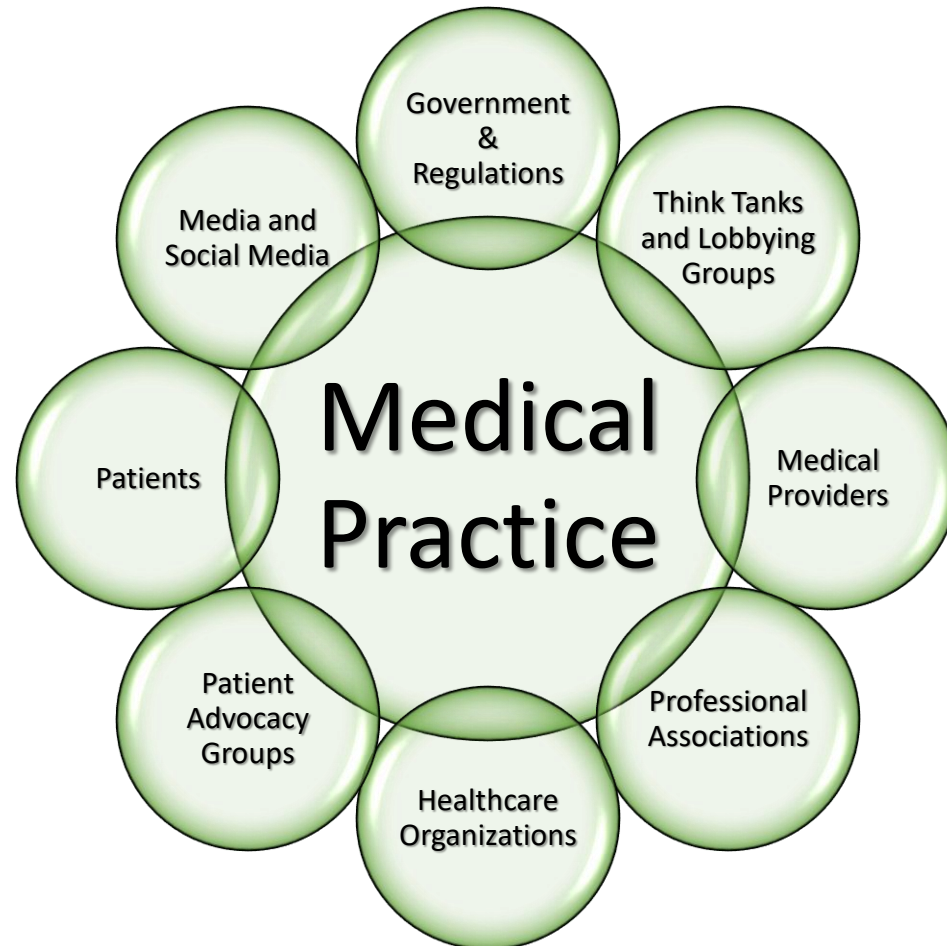 Government
&
Regulations
Think Tanks
and Lobbying
Groups
Medical
Providers
Professional
Associations
Healthcare
Organizations
Patient
Advocacy
Groups
Patients
Media and
Social Media
Medical
Practice